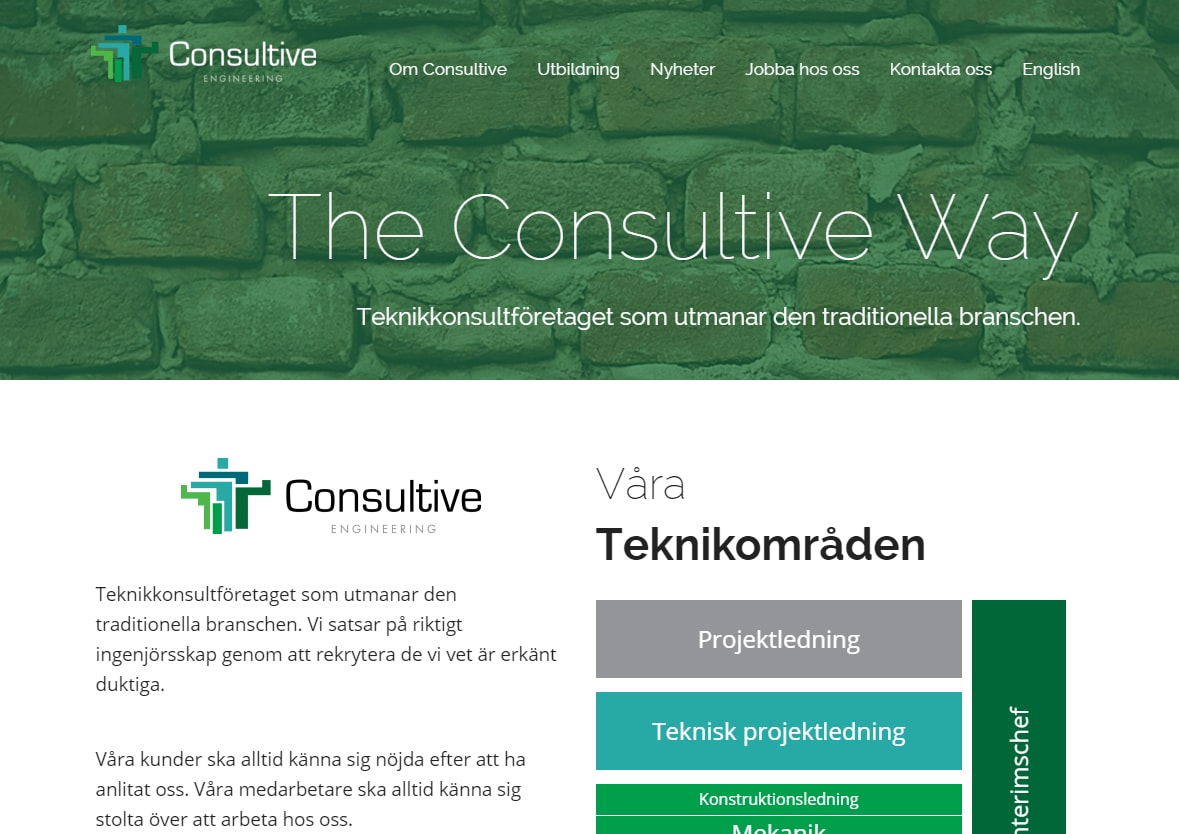 Consultive
ENGINEERING
Om Consultive Utbildning Nyheter Jobba hos oss Kontakta oss English
The Consultive Way
Teknikkonsultföretaget som utmanar den traditionella branschen.
Consultive
ENGINEERING
Teknikkonsultföretaget som utmanar den
traditionella branschen. Vi satsar på riktigt
ingenjörsskap genom att rekrytera de vi vet är erkänt
duktiga.
Våra kunder ska alltid känna sig nöjda efter att ha
anlitat oss. Våra medarbetare ska alltid känna sig
stolta över att arbeta hos oss.
Våra
Teknikområden
Projektledning
Teknisk projektledning
Konstruktionsledning
Mekanik